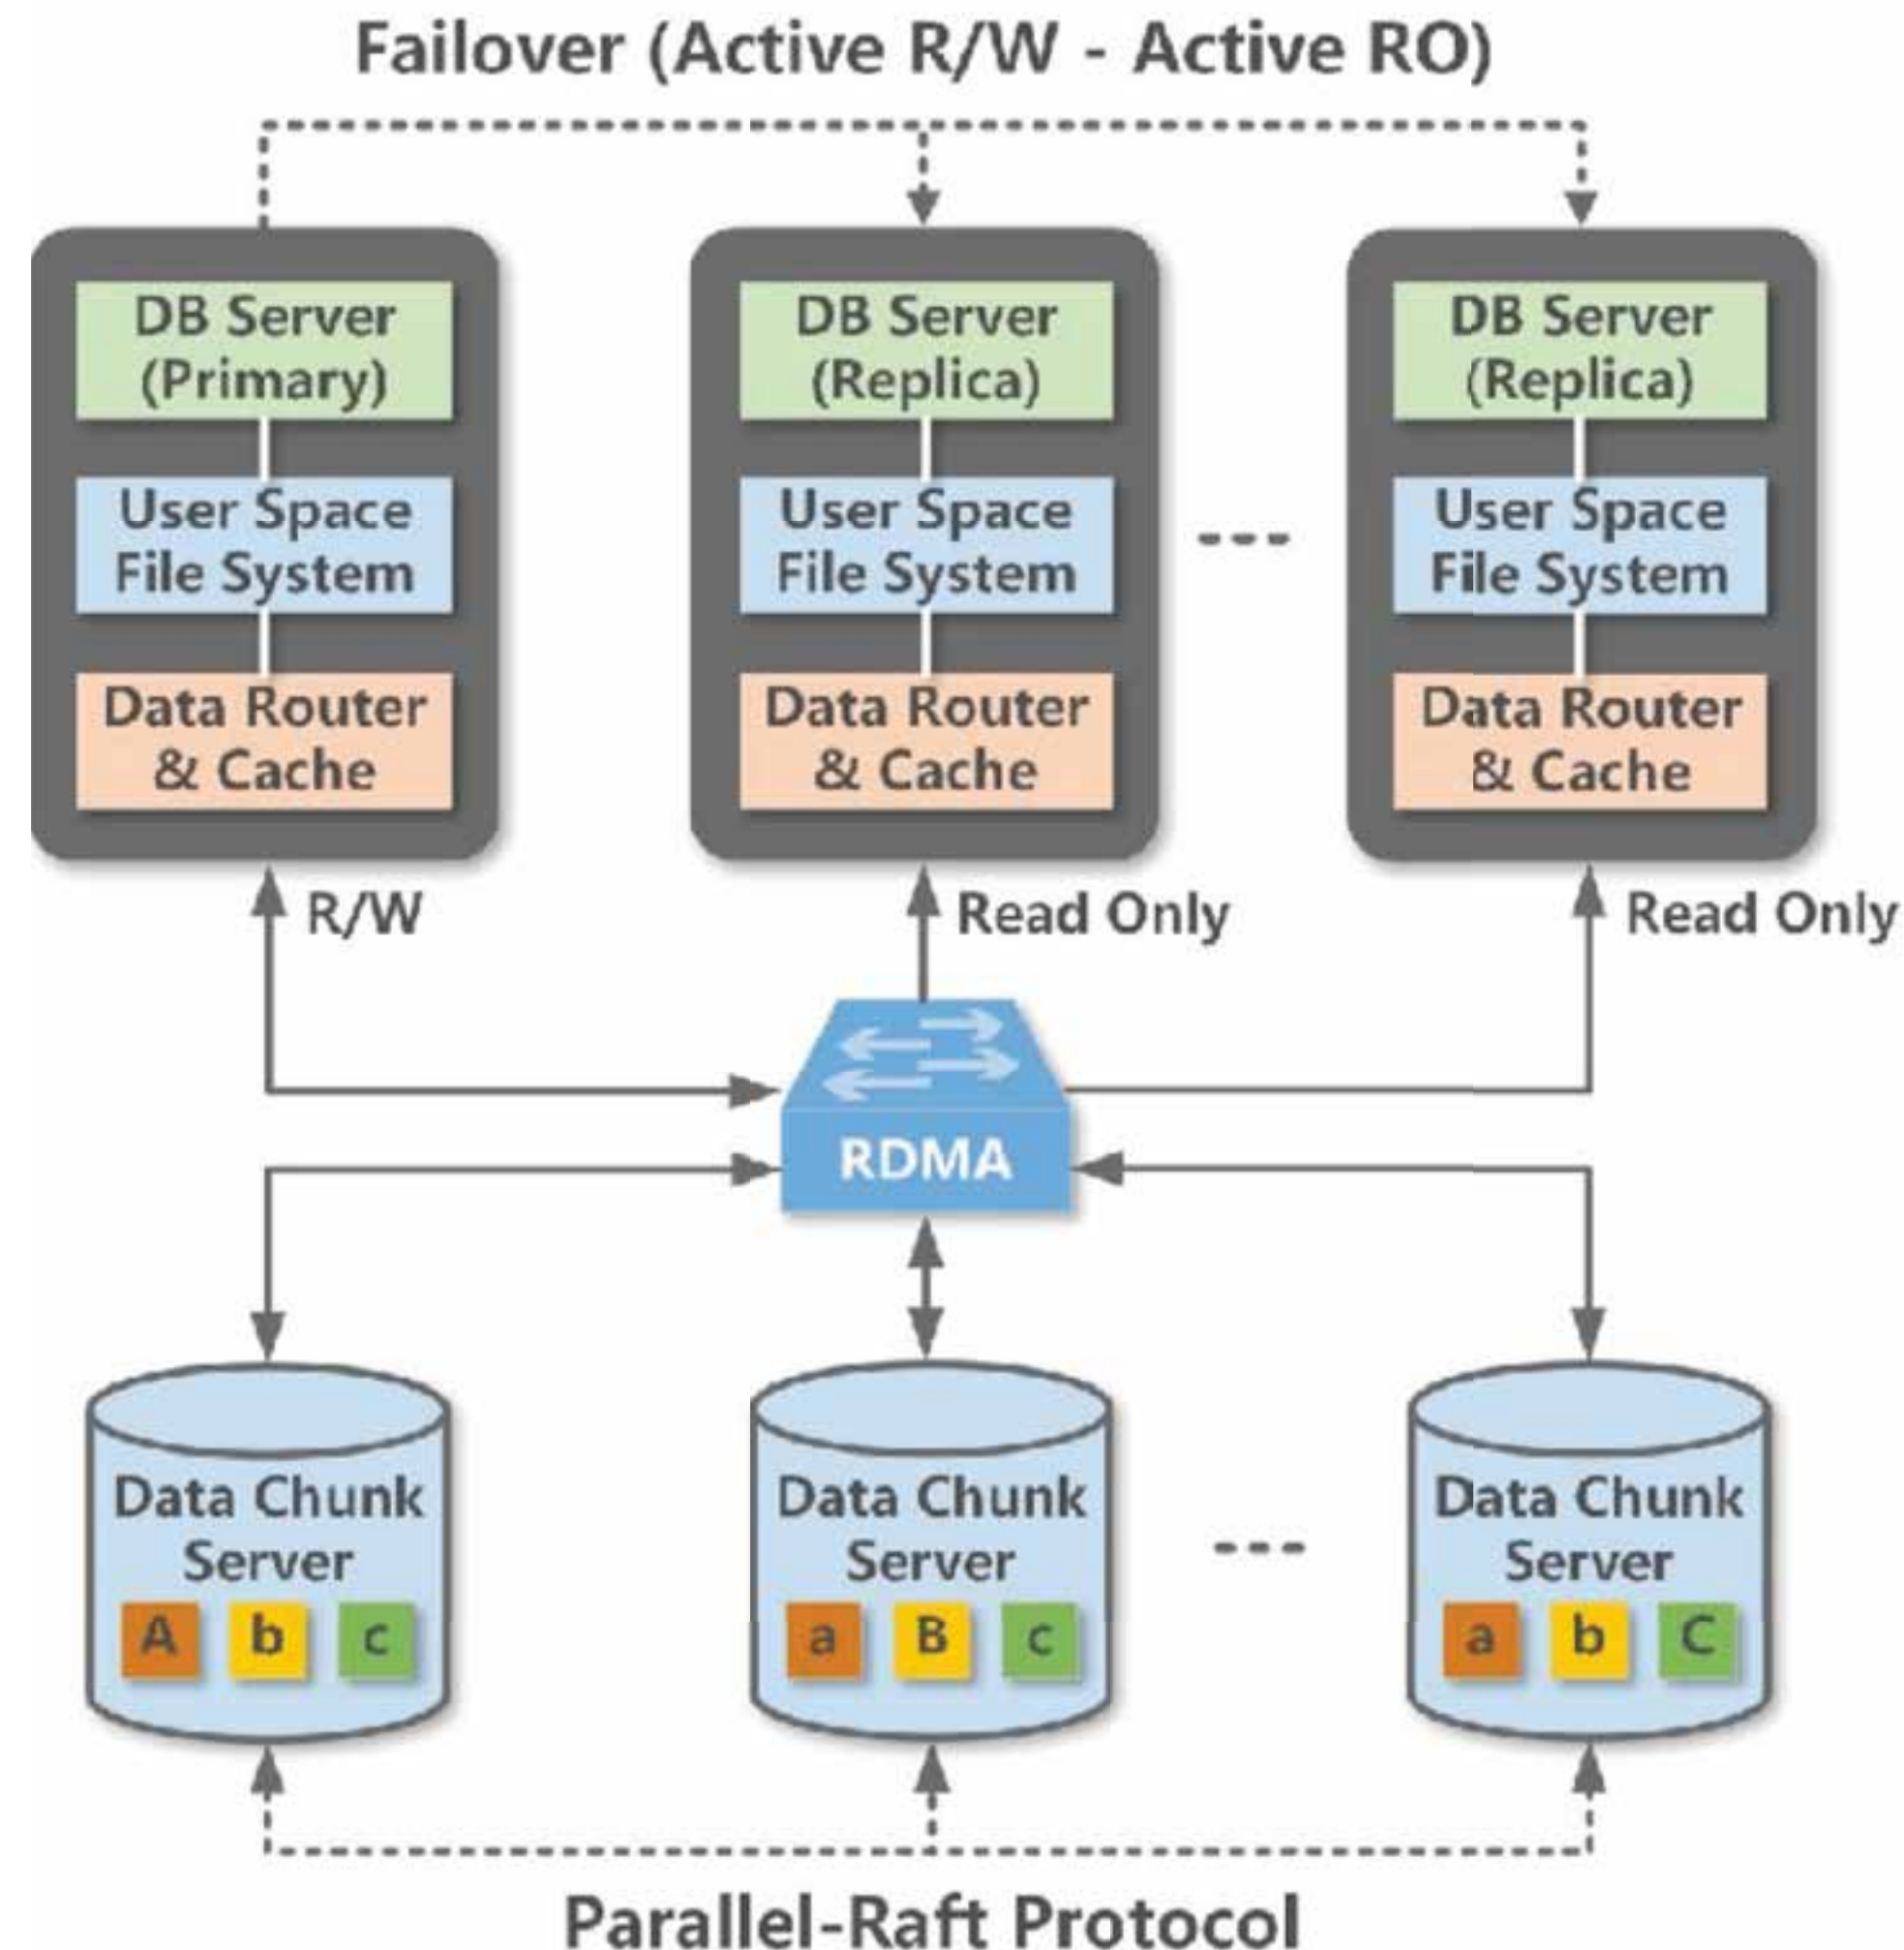 Failover (Active R/W - Active RO)
DB Server
(Primary)
User Space
File System
Data Router
& Cache
DB Server
(Replica)
User Space
File System
Data Router
& Cache
DB Server
(Replica)
User Space
File System
Data Router
& Cache
R/W
Read Only
Read Only
RDMA
Data Chunk
Server
A b c
Data Chunk
Server
a B c
Data Chunk
Server
a b C
Parallel-Raft Protocol